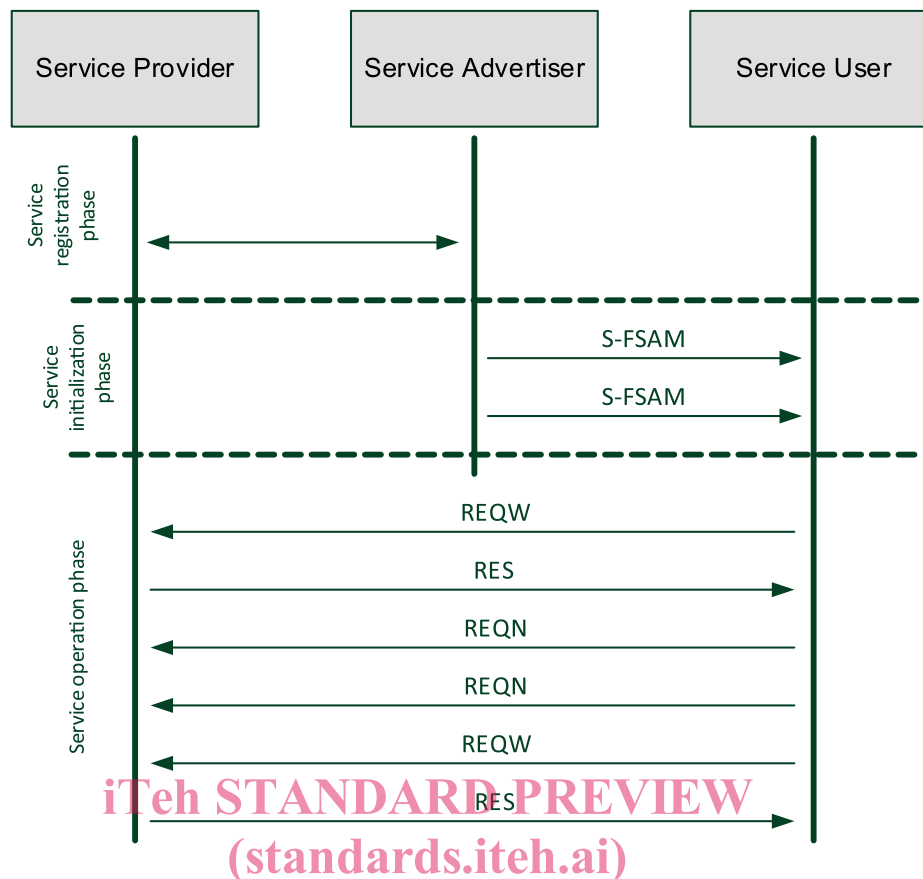 Service Provider
Service Advertiser
Service User
Service
registration
phase
Service
initialization
phase
S-FSAM
S-FSAM
Service operation phase
REQW
RES
REQN
REQN
REQW
RES
iTeh STANDARD PREVIEW
(standards.iteh.ai)